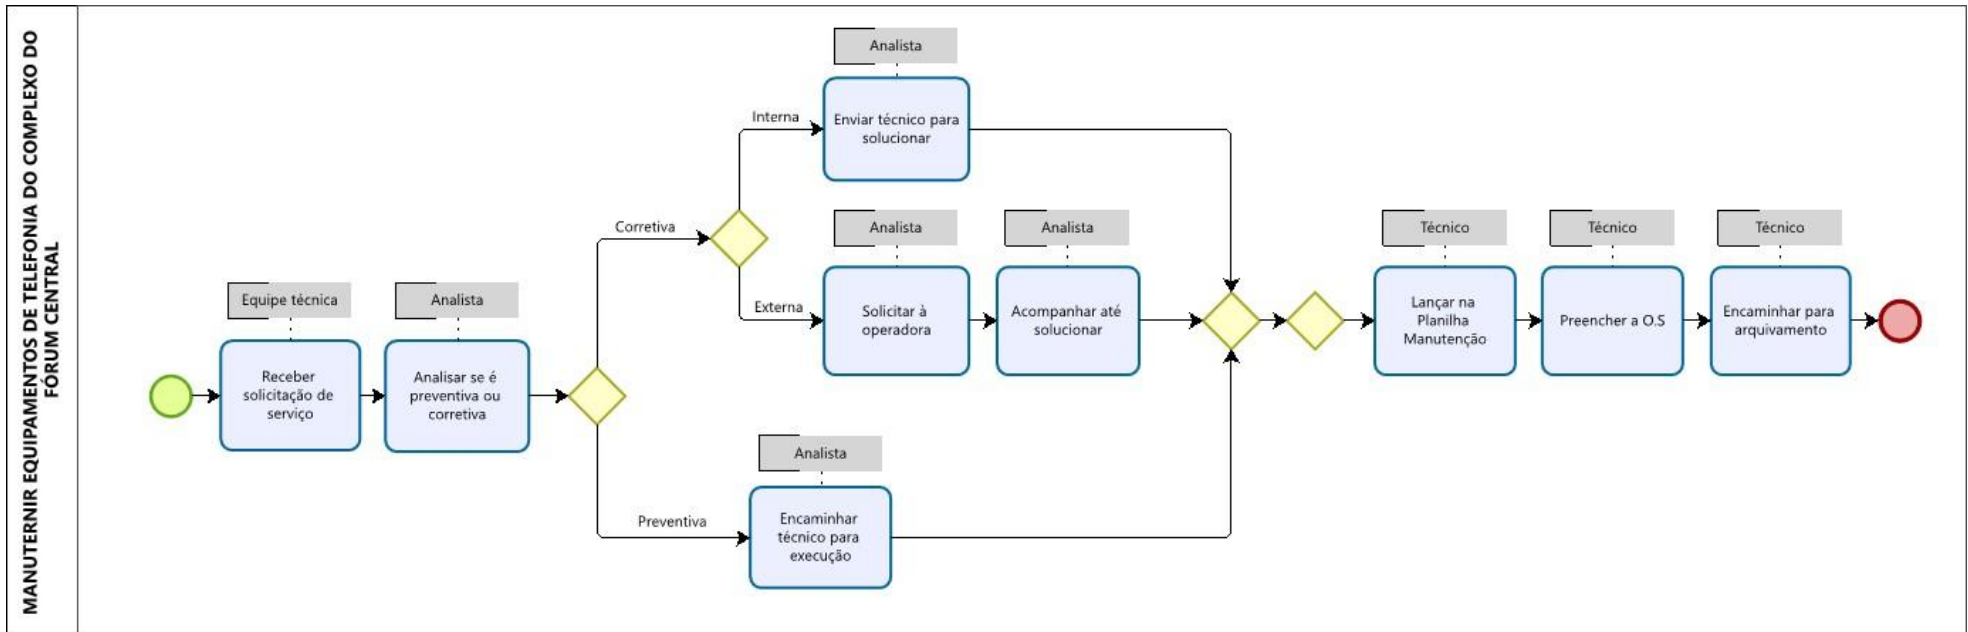 MANUTERNIR EQUIPAMENTOS DE TELEFONIA DO COMPLEXO DO
FÓRUM CENTRAL
Equipe técnica
Receber
solicitação de
serviço
Analista
Analisar se é
preventiva ou
corretiva
Corretiva
Interna
Analista
Enviar técnico para
solucionar
Externa
Analista
Solicitar à
operadora
Analista
Acompanhar até
solucionar
Preventiva
Analista
Encaminhar
técnico para
execução
Técnico
Lançar na
Planilha
Manutenção
Técnico
Preencher a O.S
Técnico
Encaminhar para
arquivamento